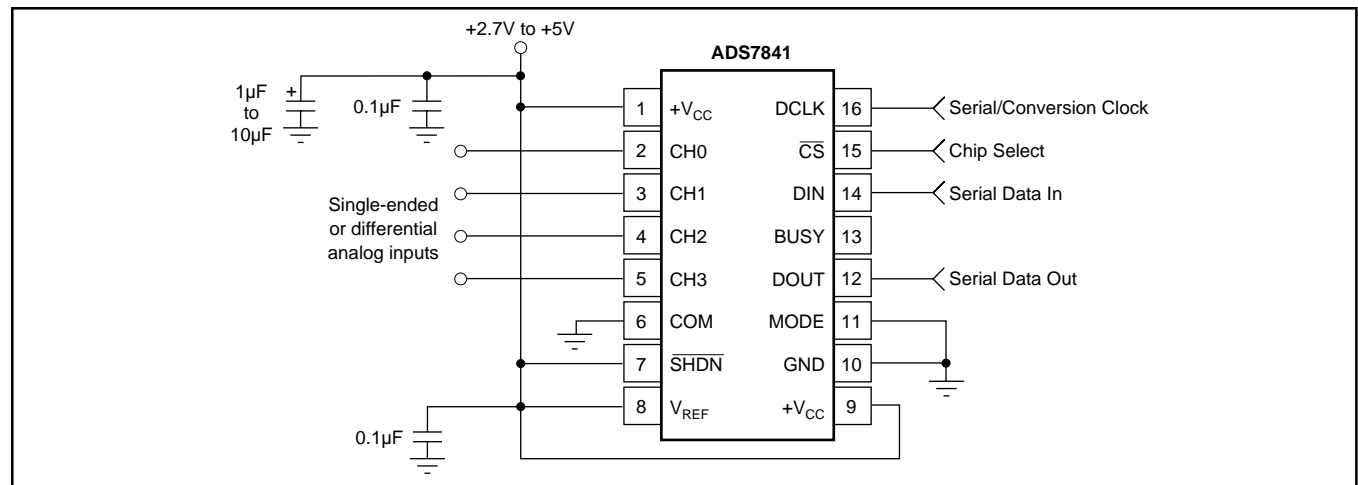 +2.7V to +5V
ADS7841
1µF
to
10µF
+
0.1µF
1 +VCC
DCLK 16
Serial/Conversion Clock
2 CH0
CS 15
Chip Select
3 CH1
DIN 14
Serial Data In
Single-ended
or differential
analog inputs
4 CH2
BUSY 13
5 CH3
DOUT 12
Serial Data Out
6 COM
MODE 11
7 SHDN
GND 10
8 VREF
+VCC 9
0.1µF